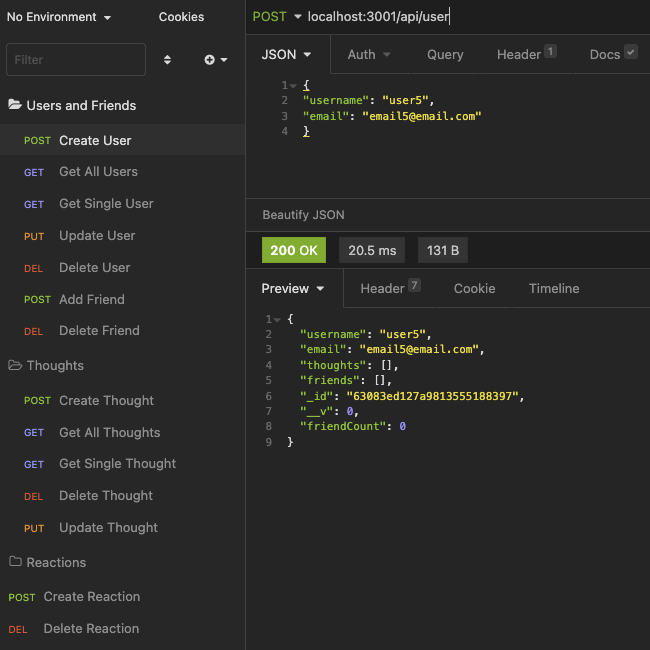 No Environment
Cookies
Filter
Users and Friends
POST Create User
GET Get All Users
GET Get Single User
PUT Update User
DEL Delete User
POST Add Friend
DEL Delete Friend
Thoughts
POST Create Thought
GET Get All Thoughts
GET Get Single Thought
DEL Delete Thought
PUT Update Thought
Reactions
POST Create Reaction
DEL Delete Reaction
POST localhost:3001/api/user
JSON Auth Query Header 1 Docs
1 {
2 "username": "user5",
3 "email": "email5@email.com"
4 }
Beautify JSON
200 OK 20.5 ms 131 B
Preview Header 7 Cookie Timeline
1 {
2 "username": "user5",
3 "email": "email5@email.com",
4 "thoughts": [],
5 "friends": [],
6 "_id": "63083ed127a9813555188397",
7 "__v": 0,
8 "friendCount": 0
9 }